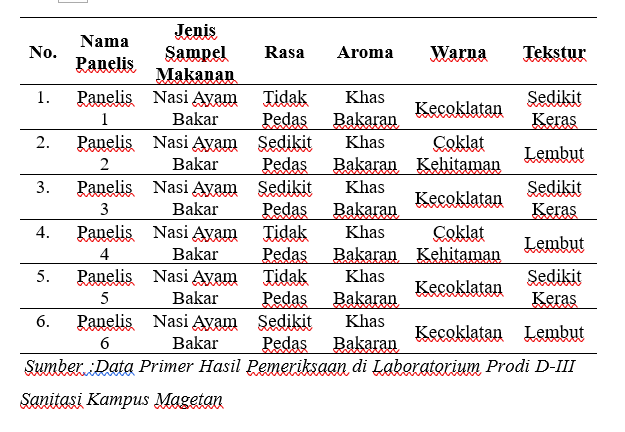 No. Nama Panelis Jenis Sampel Makanan Rasa Aroma Warna Tekstur
1. Panelis 1 Nasi Ayam Bakar Tidak Pedas Khas Bakaran Kecoklatan Sedikit Keras
2. Panelis 2 Nasi Ayam Bakar Sedikit Pedas Khas Bakaran Coklat Kehitaman Lembut
3. Panelis 3 Nasi Ayam Bakar Sedikit Pedas Khas Bakaran Kecoklatan Sedikit Keras
4. Panelis 4 Nasi Ayam Bakar Tidak Pedas Khas Bakaran Coklat Kehitaman Lembut
5. Panelis 5 Nasi Ayam Bakar Tidak Pedas Khas Bakaran Kecoklatan Sedikit Keras
6. Panelis 6 Nasi Ayam Bakar Sedikit Pedas Khas Bakaran Kecoklatan Lembut
Sumber :Data Primer Hasil Pemeriksaan di Laboratorium Prodi D-III
Sanitasi Kampus Magetan